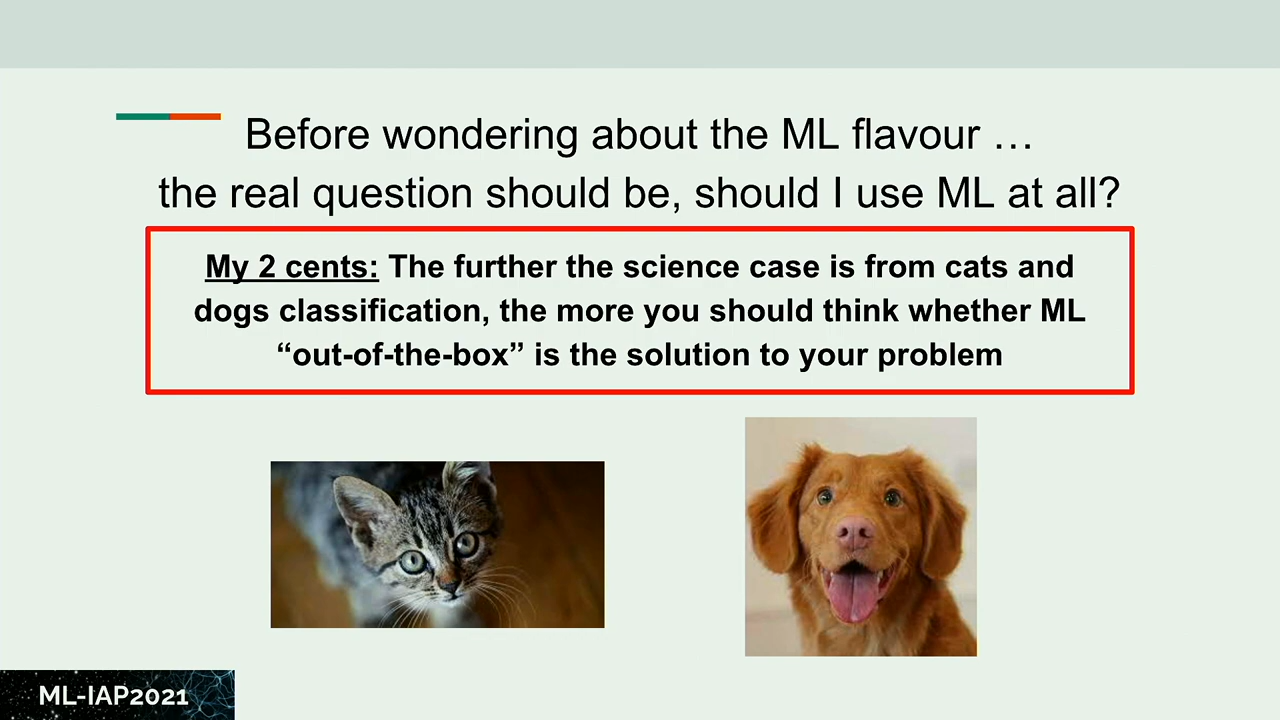 Before wondering about the ML flavour …
the real question should be, should I use ML at all?
My 2 cents: The further the science case is from cats and
dogs classification, the more you should think whether ML
“out-of-the-box” is the solution to your problem
ML-IAP2021